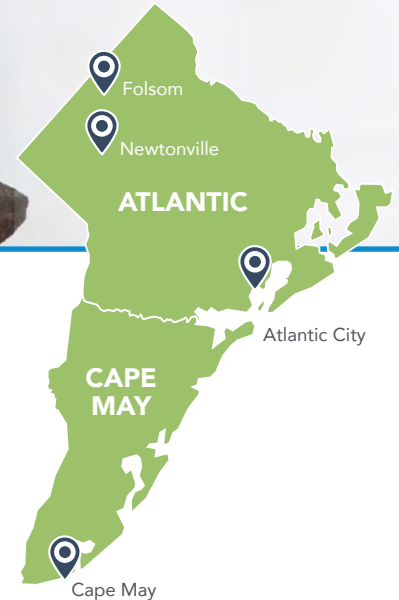 Folsom
Newtonville
ATLANTIC
Atlantic City
CAPE
MAY
Cape May